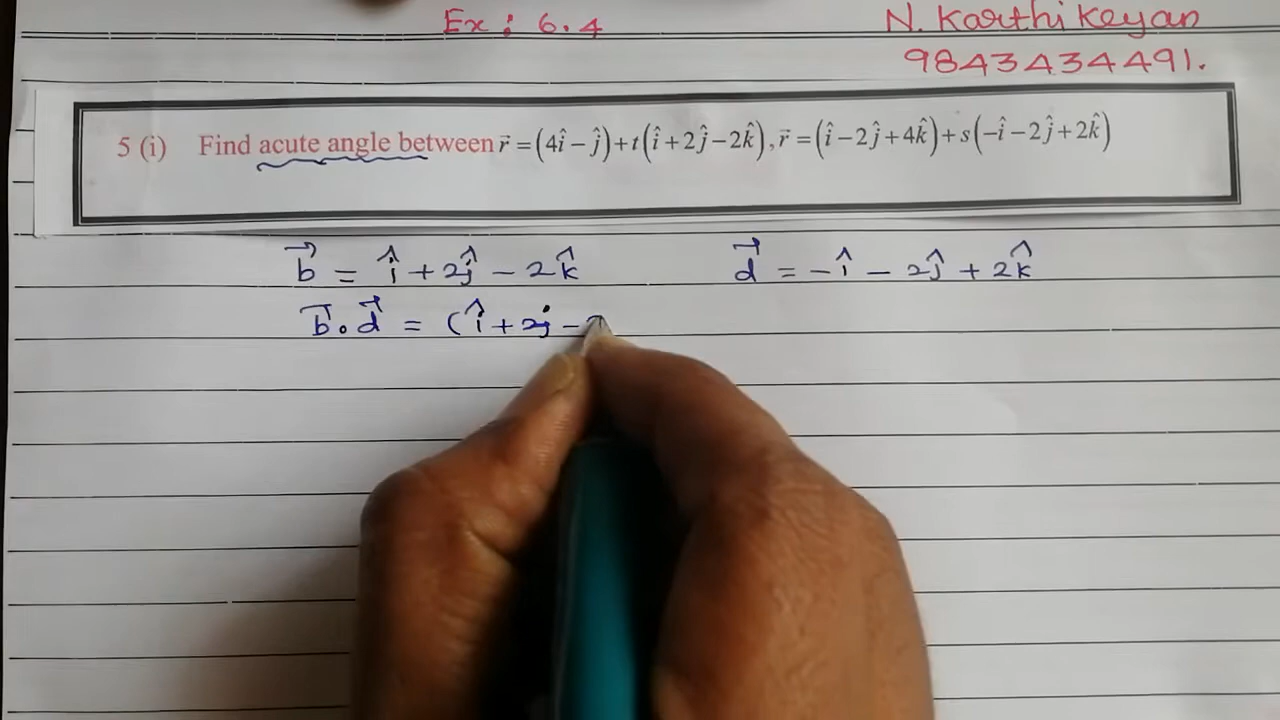 Ex: 6.4
N. Karthikeyan
9843434491.
5 (i) Find acute angle between r⃗ = (4î − ĵ) + t(î + 2ĵ − 2k̂), r⃗ = (î − 2ĵ + 4k̂) + s(−î − 2ĵ + 2k̂)
b⃗ = î + 2ĵ − 2k̂ d⃗ = −î − 2ĵ + 2k̂
b⃗ . d⃗ = (î + 2j −